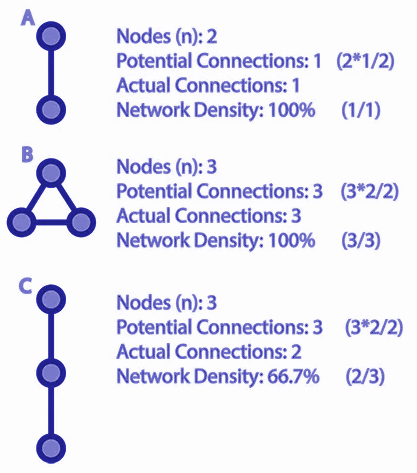 A
Nodes (n): 2
Potential Connections: 1 (2*1/2)
Actual Connections: 1
Network Density: 100% (1/1)
B
Nodes (n): 3
Potential Connections: 3 (3*2/2)
Actual Connections: 3
Network Density: 100% (3/3)
C
Nodes (n): 3
Potential Connections: 3 (3*2/2)
Actual Connections: 2
Network Density: 66.7% (2/3)